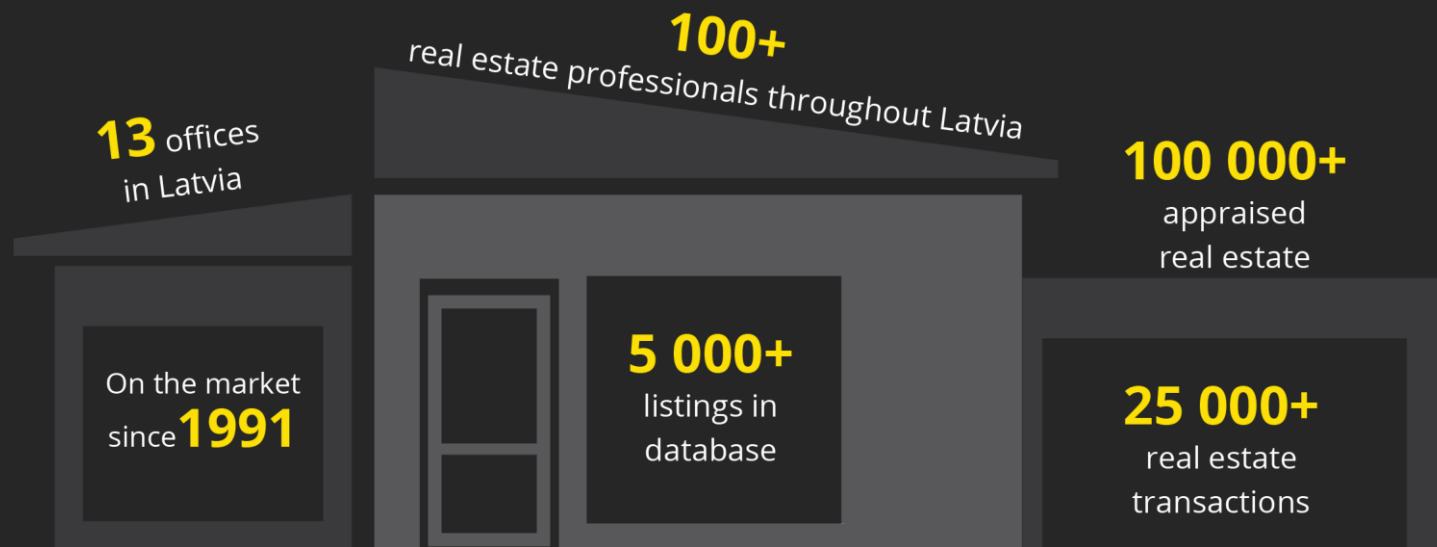 100+
real estate professionals throughout Latvia
13 offices
in Latvia
100 000+
appraised
real estate
On the market
since 1991
5 000+
listings in
database
25 000+
real estate
transactions